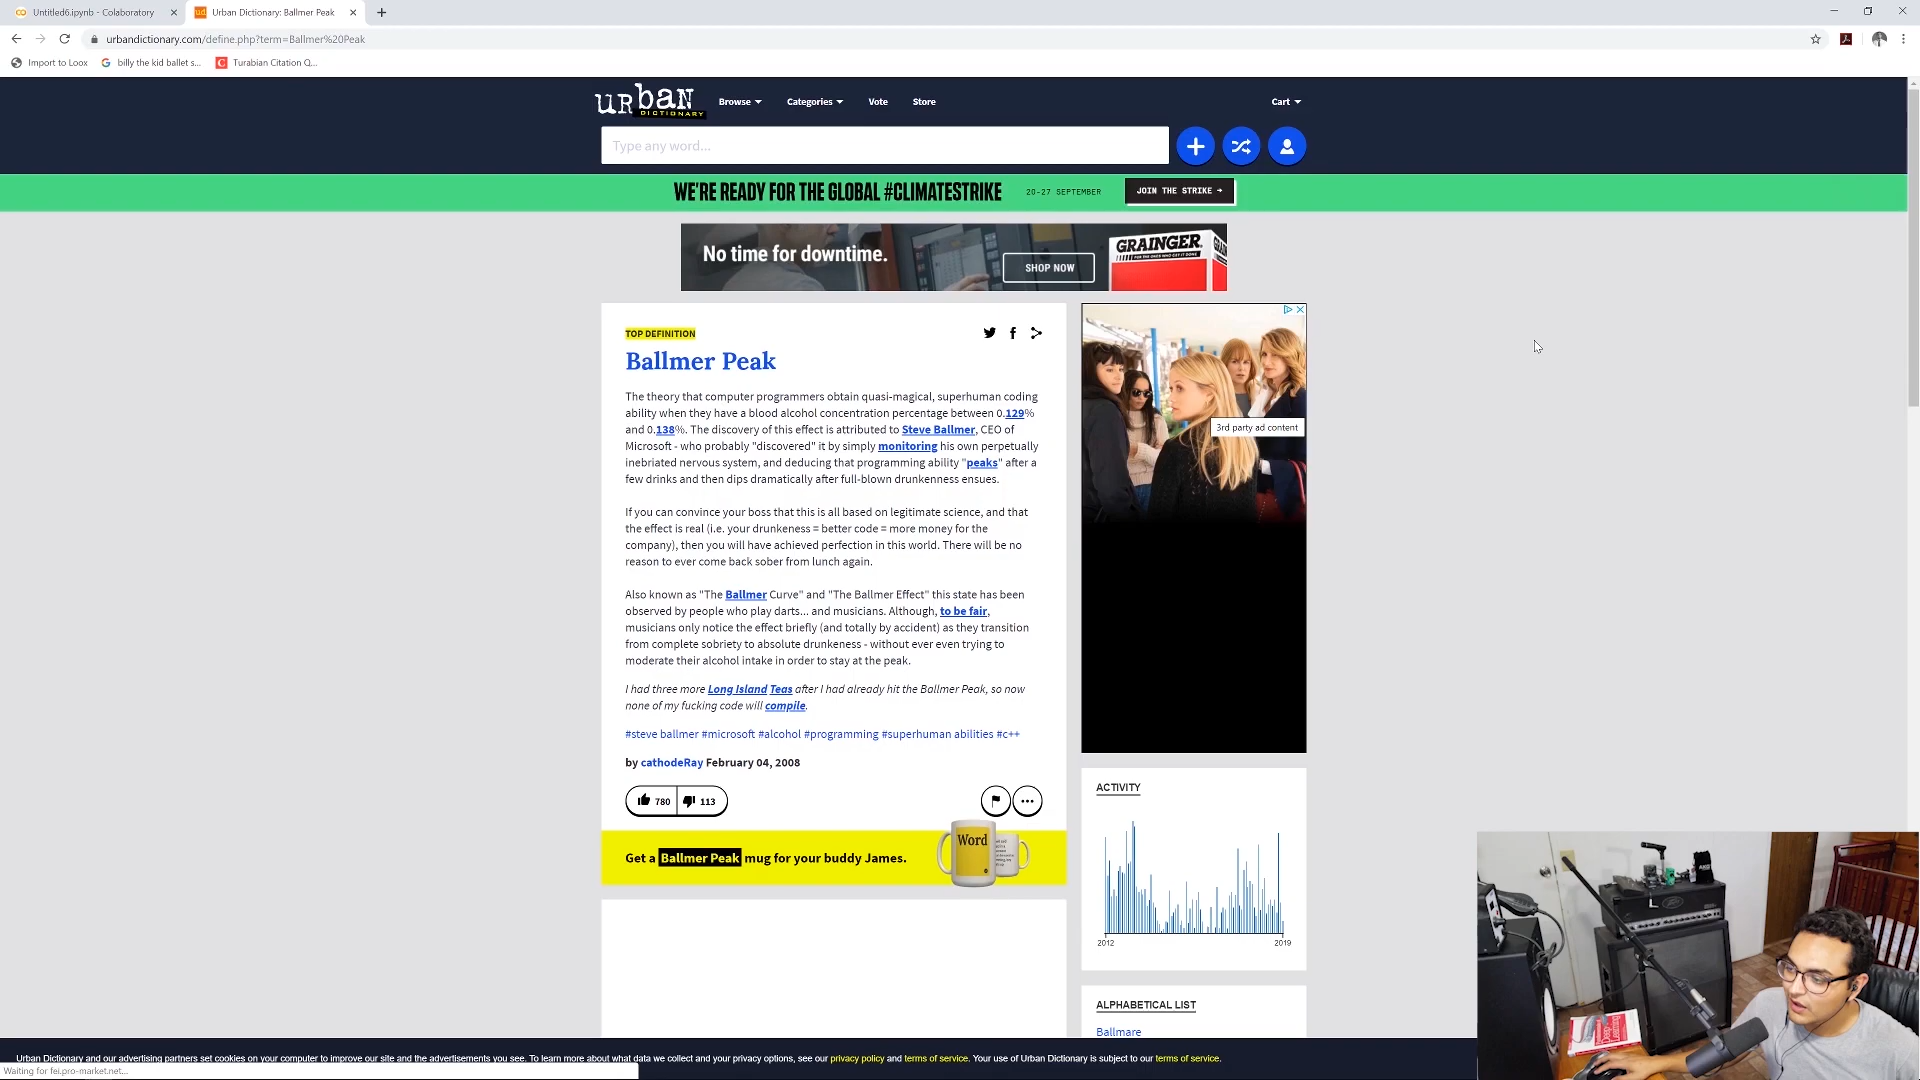 Untitled6.ipynb - Colaboratory
Urban Dictionary: Ballmer Peak
urbandictionary.com/define.php?term=Ballmer%20Peak
Import to Loox
billy the kid ballet s...
Turabian Citation Q...
urban
DICTIONARY
Browse
Categories
Vote
Store
Cart
Type any word...
WE'RE READY FOR THE GLOBAL #CLIMATESTRIKE
20-27 SEPTEMBER
JOIN THE STRIKE →
No time for downtime.
SHOP NOW
GRAINGER
FOR THE ONES WHO GET IT DONE
TOP DEFINITION
Ballmer Peak
The theory that computer programmers obtain quasi-magical, superhuman coding
ability when they have a blood alcohol concentration percentage between 0.129%
and 0.138%. The discovery of this effect is attributed to Steve Ballmer, CEO of
Microsoft - who probably "discovered" it by simply monitoring his own perpetually
inebriated nervous system, and deducing that programming ability "peaks" after a
few drinks and then dips dramatically after full-blown drunkenness ensues.
If you can convince your boss that this is all based on legitimate science, and that
the effect is real (i.e. your drunkeness = better code = more money for the
company), then you will have achieved perfection in this world. There will be no
reason to ever come back sober from lunch again.
Also known as "The Ballmer Curve" and "The Ballmer Effect" this state has been
observed by people who play darts... and musicians. Although, to be fair,
musicians only notice the effect briefly (and totally by accident) as they transition
from complete sobriety to absolute drunkeness - without ever even trying to
moderate their alcohol intake in order to stay at the peak.
I had three more Long Island Teas after I had already hit the Ballmer Peak, so now
none of my fucking code will compile.
#steve ballmer #microsoft #alcohol #programming #superhuman abilities #c++
by cathodeRay February 04, 2008
780
113
Get a Ballmer Peak mug for your buddy James.
Word
3rd party ad content
ACTIVITY
2012
2019
ALPHABETICAL LIST
Ballmare
Urban Dictionary and our advertising partners set cookies on your computer to improve our site and the advertisements you see. To learn more about what data we collect and your privacy options, see our privacy policy and terms of service. Your use of Urban Dictionary is subject to our terms of service.
Waiting for fei.pro-market.net...